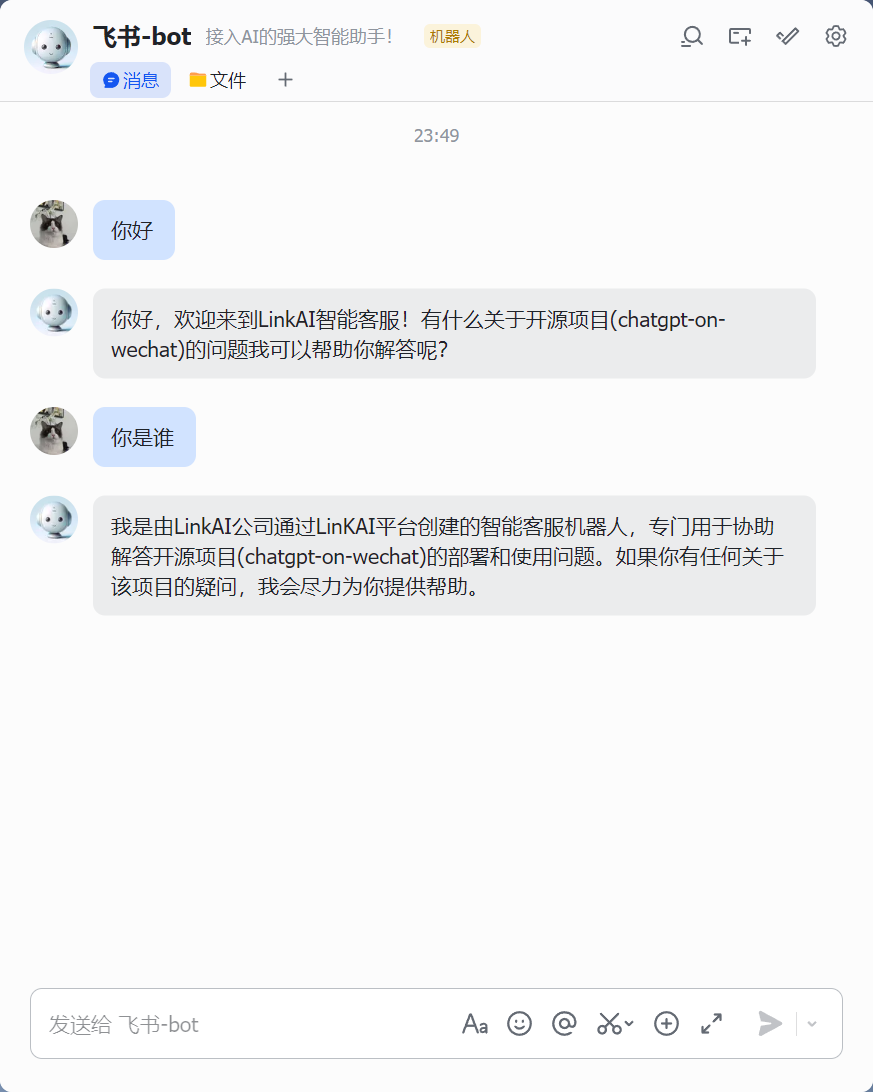 飞书-bot 接入AI的强大智能助手！ 机器人
消息 文件
23:49
你好
你好，欢迎来到LinkAI智能客服！有什么关于开源项目(chatgpt-on-
wechat)的问题我可以帮助你解答呢？
你是谁
我是由LinkAI公司通过LinKAI平台创建的智能客服机器人，专门用于协助
解答开源项目(chatgpt-on-wechat)的部署和使用问题。如果你有任何关于
该项目的疑问，我会尽力为你提供帮助。
发送给 飞书-bot Aa